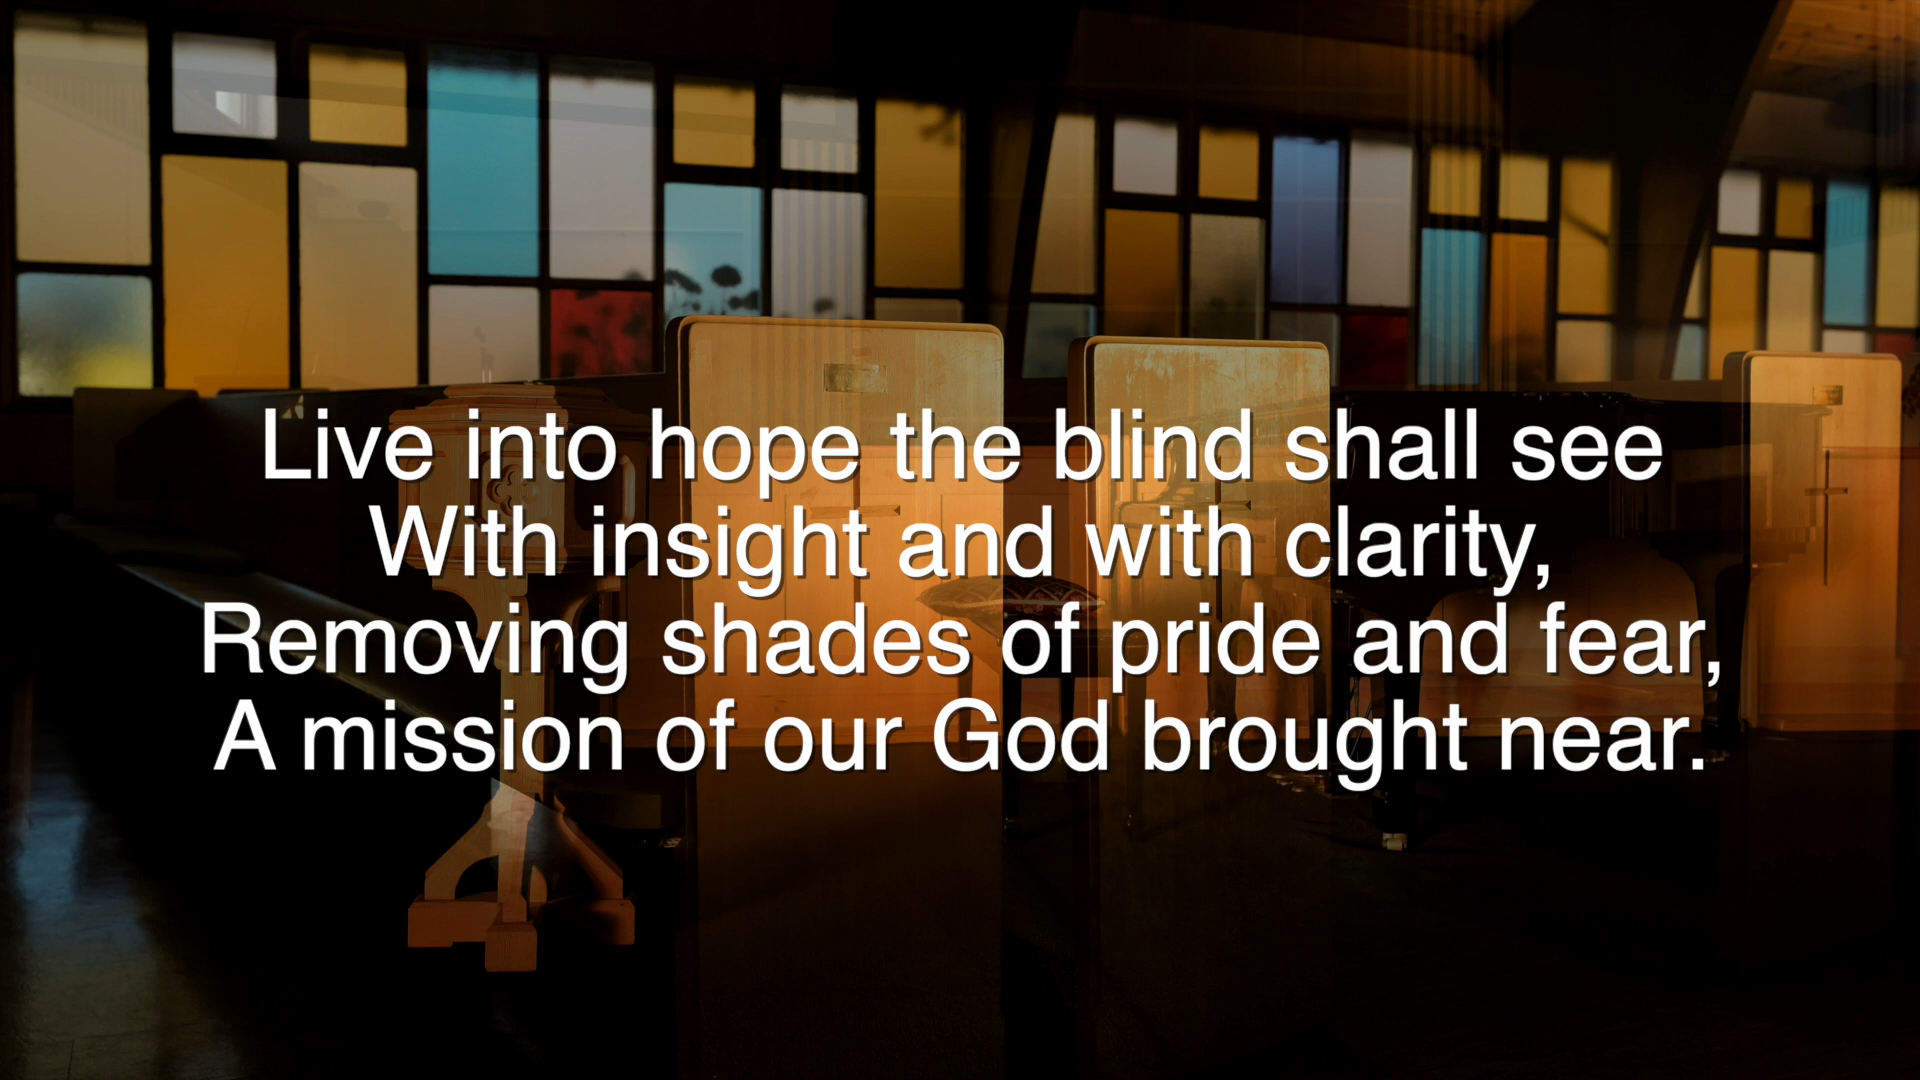 Live into hope the blind shall see
With insight and with clarity,
Removing shades of pride and fear,
A mission of our God brought near.